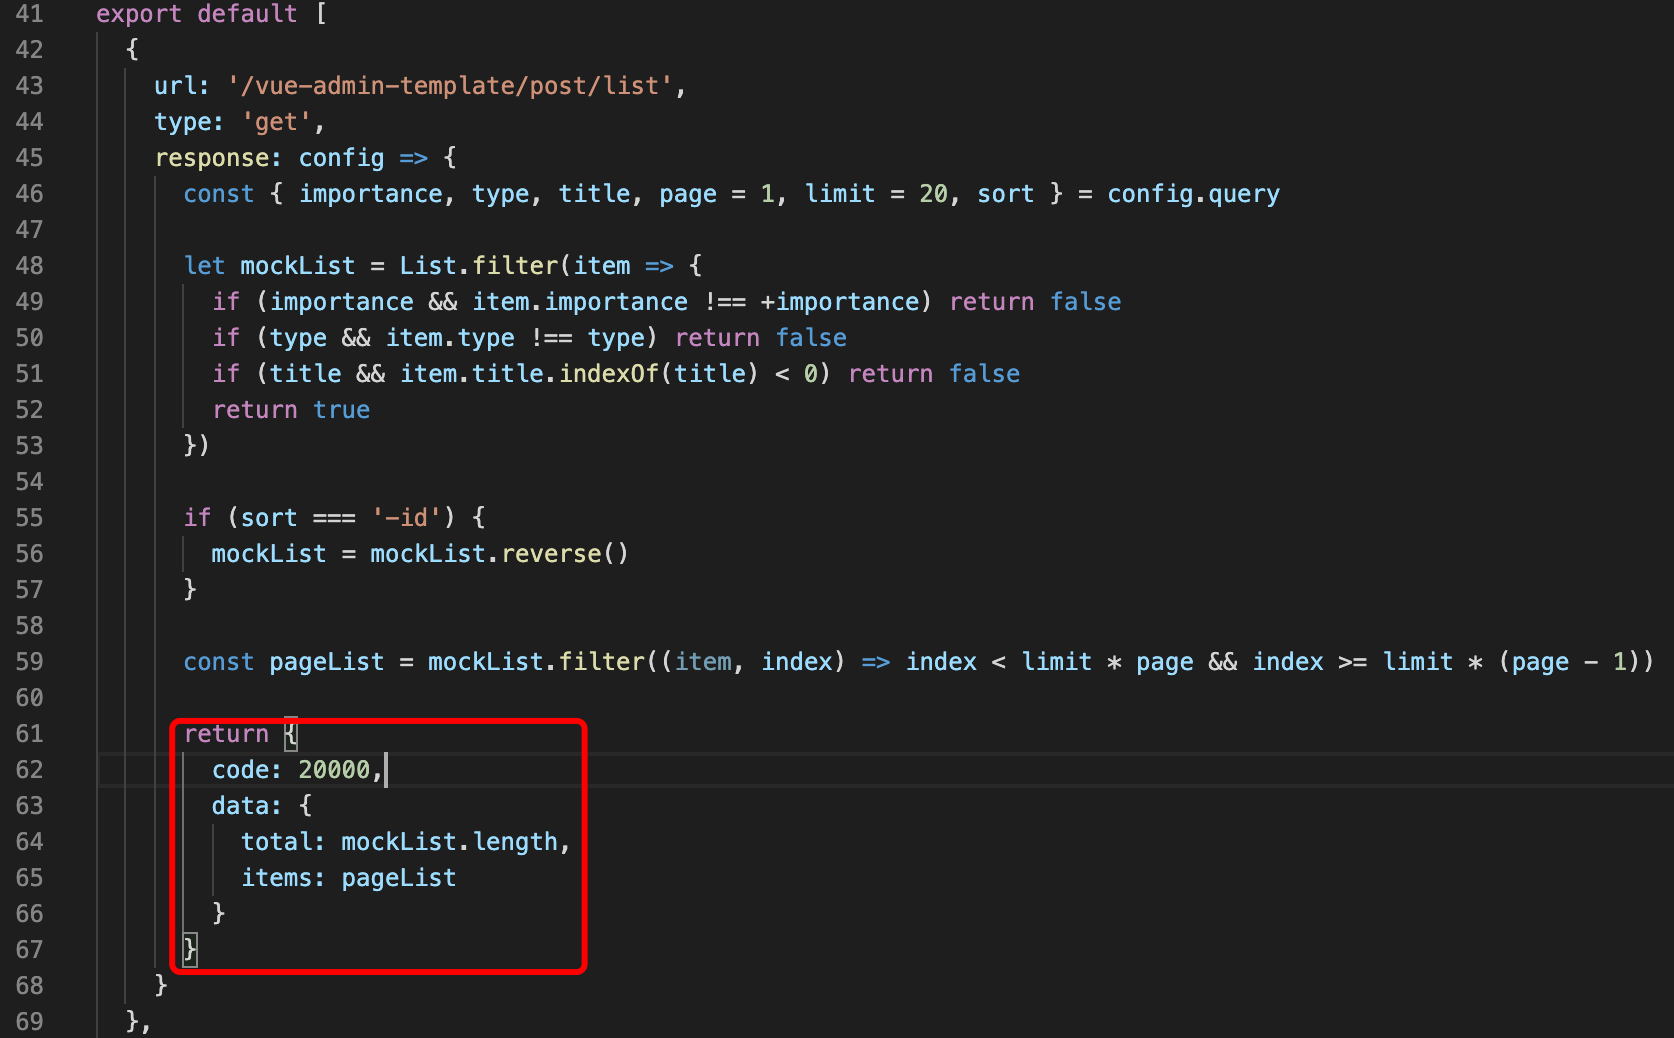 41 export default [
42 {
43 url: '/vue-admin-template/post/list',
44 type: 'get',
45 response: config => {
46 const { importance, type, title, page = 1, limit = 20, sort } = config.query
47
48 let mockList = List.filter(item => {
49 if (importance && item.importance !== +importance) return false
50 if (type && item.type !== type) return false
51 if (title && item.title.indexOf(title) < 0) return false
52 return true
53 })
54
55 if (sort === '-id') {
56 mockList = mockList.reverse()
57 }
58
59 const pageList = mockList.filter((item, index) => index < limit * page && index >= limit * (page - 1))
60
61 return {
62 code: 20000,
63 data: {
64 total: mockList.length,
65 items: pageList
66 }
67 }
68 }
69 },